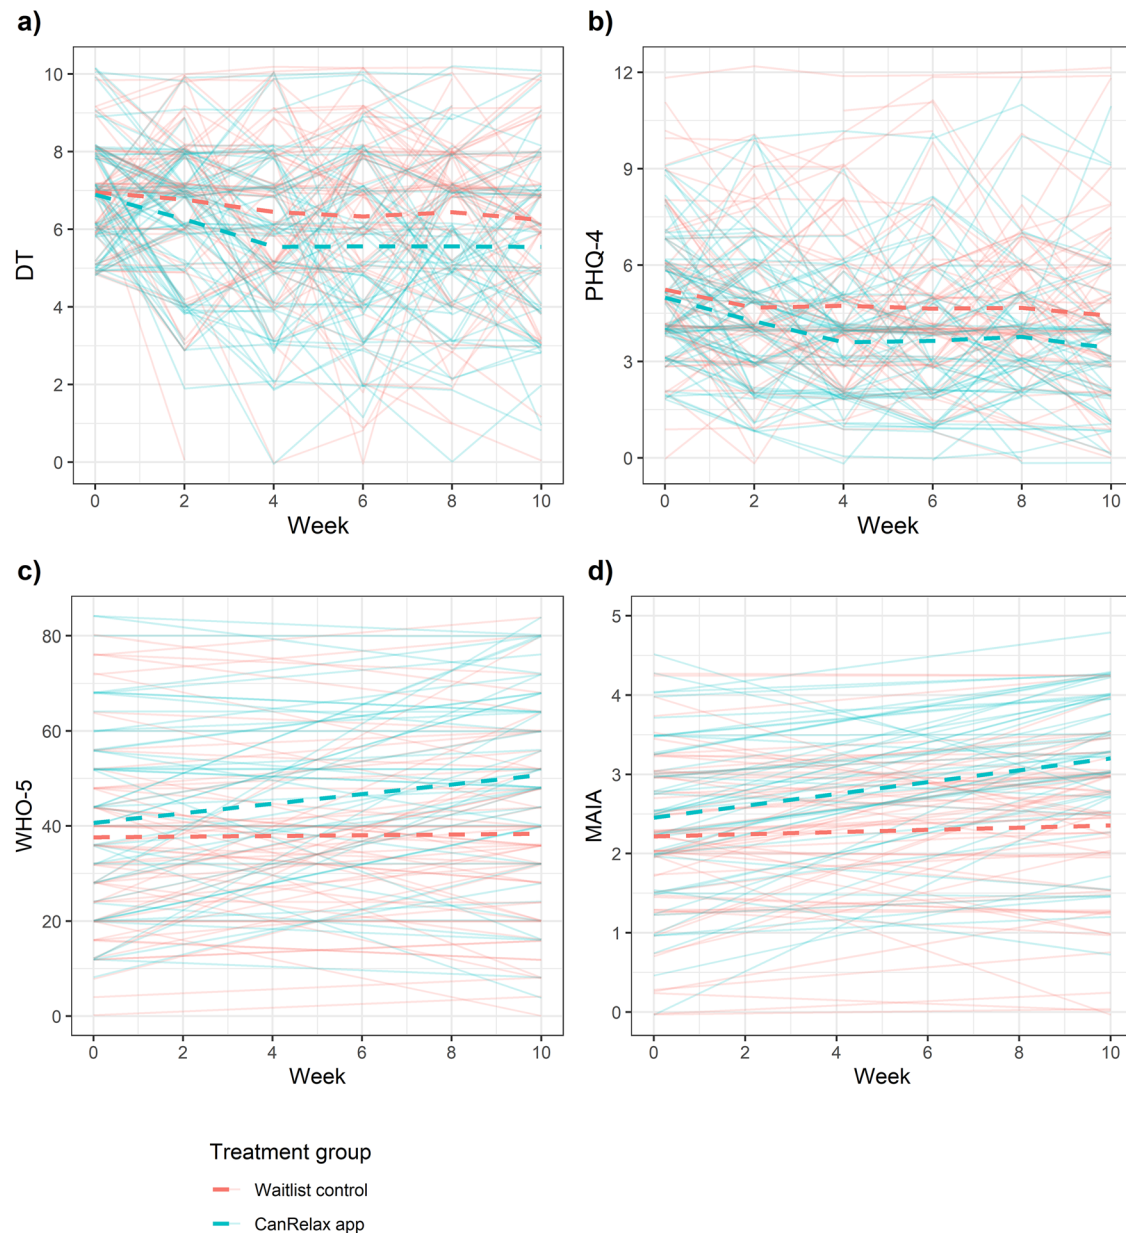 a)
DT
10
8
6
4
2
0
0 2 4 6 8 10
Week
b)
PHQ-4
12
9
6
3
0
0 2 4 6 8 10
Week
c)
WHO-5
80
60
40
20
0
0 2 4 6 8 10
Week
d)
MAIA
5
4
3
2
1
0
0 2 4 6 8 10
Week
Treatment group
Waitlist control
CanRelax app